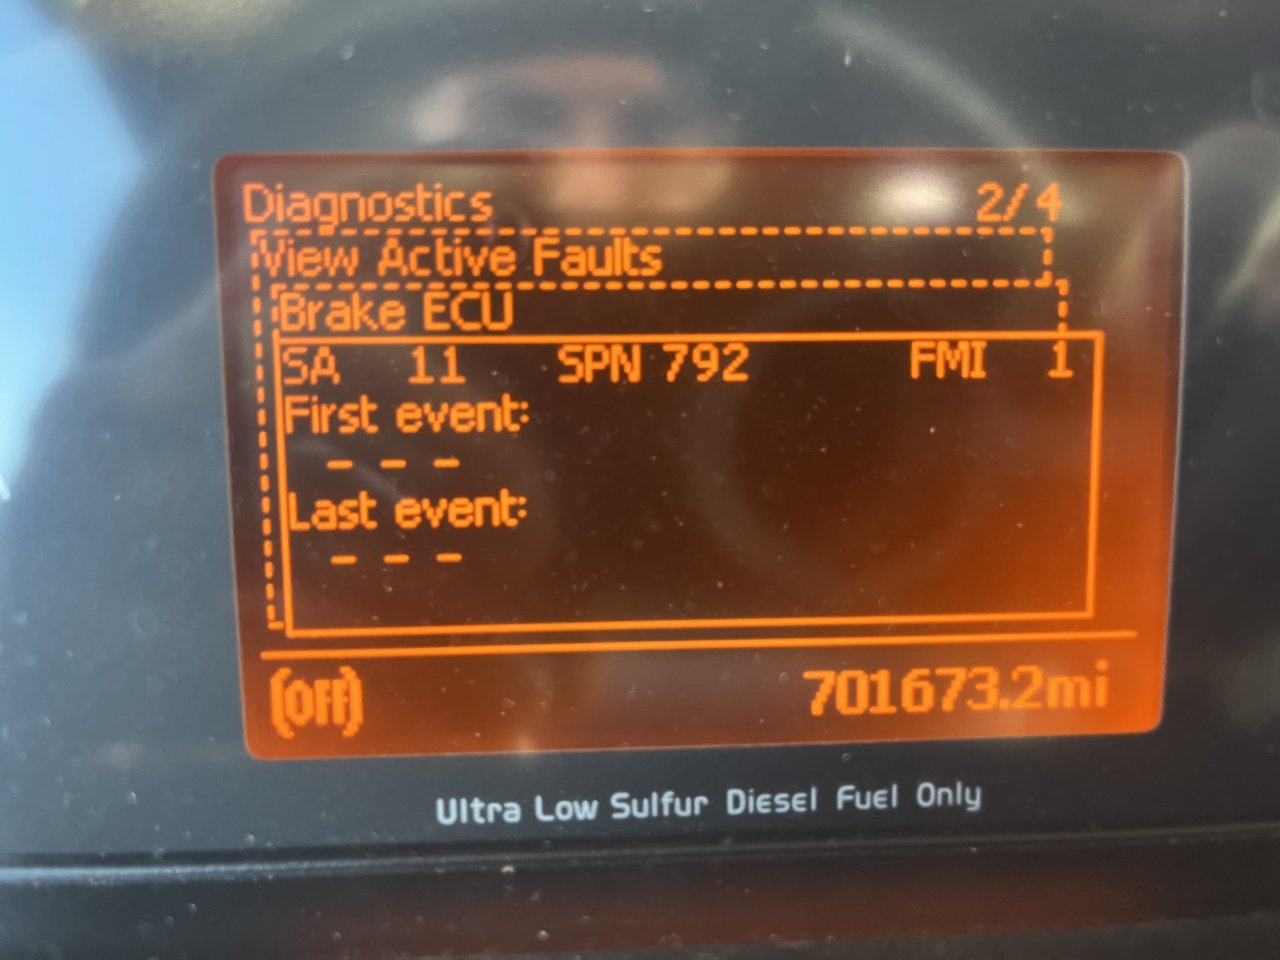 Diagnostics 2/4
View Active Faults
Brake ECU
SA 11 SPN 792 FMI 1
First event:
- - -
Last event:
- - -
(OFF) 701673.2mi
Ultra Low Sulfur Diesel Fuel Only